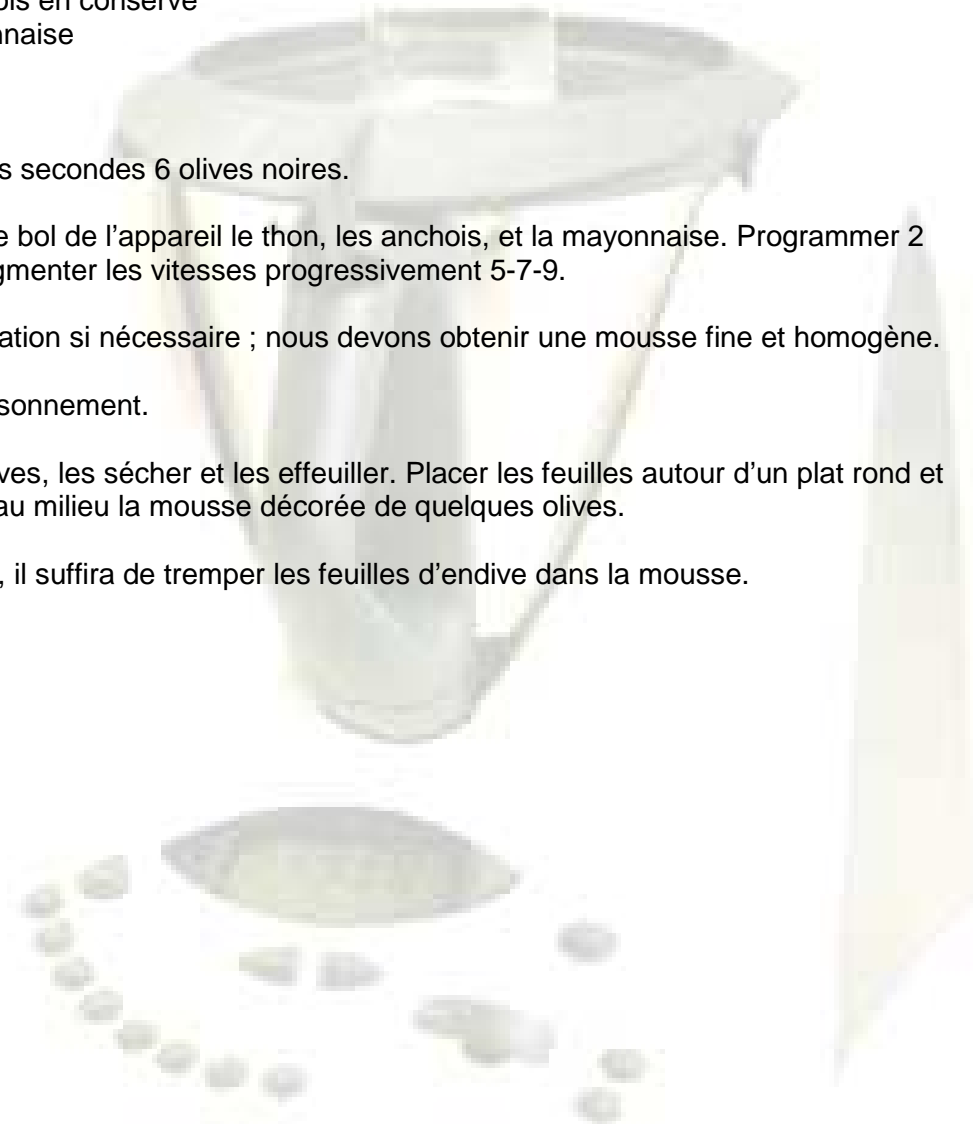 ois en conserve
nnaise
s secondes 6 olives noires.
e bol de l’appareil le thon, les anchois, et la mayonnaise. Programmer 2
gmenter les vitesses progressivement 5-7-9.
ation si nécessaire ; nous devons obtenir une mousse fine et homogène.
sonnement.
ves, les sécher et les effeuiller. Placer les feuilles autour d’un plat rond et
au milieu la mousse décorée de quelques olives.
, il suffira de tremper les feuilles d’endive dans la mousse.